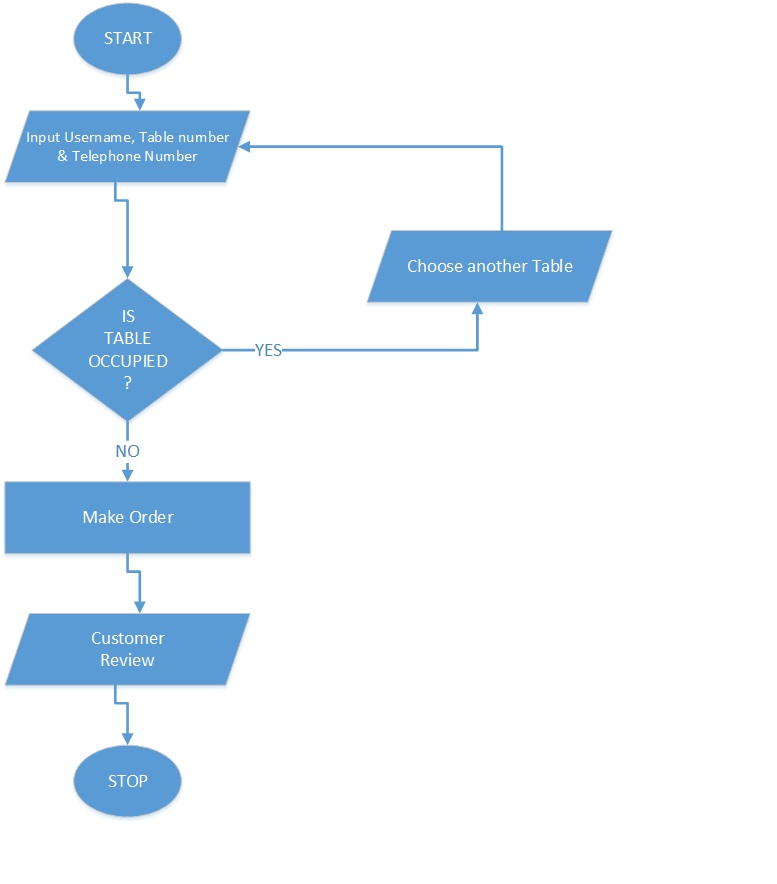 START
Input Username, Table number
& Telephone Number
Choose another Table
IS
TABLE
OCCUPIED
?
YES
NO
Make Order
Customer
Review
STOP